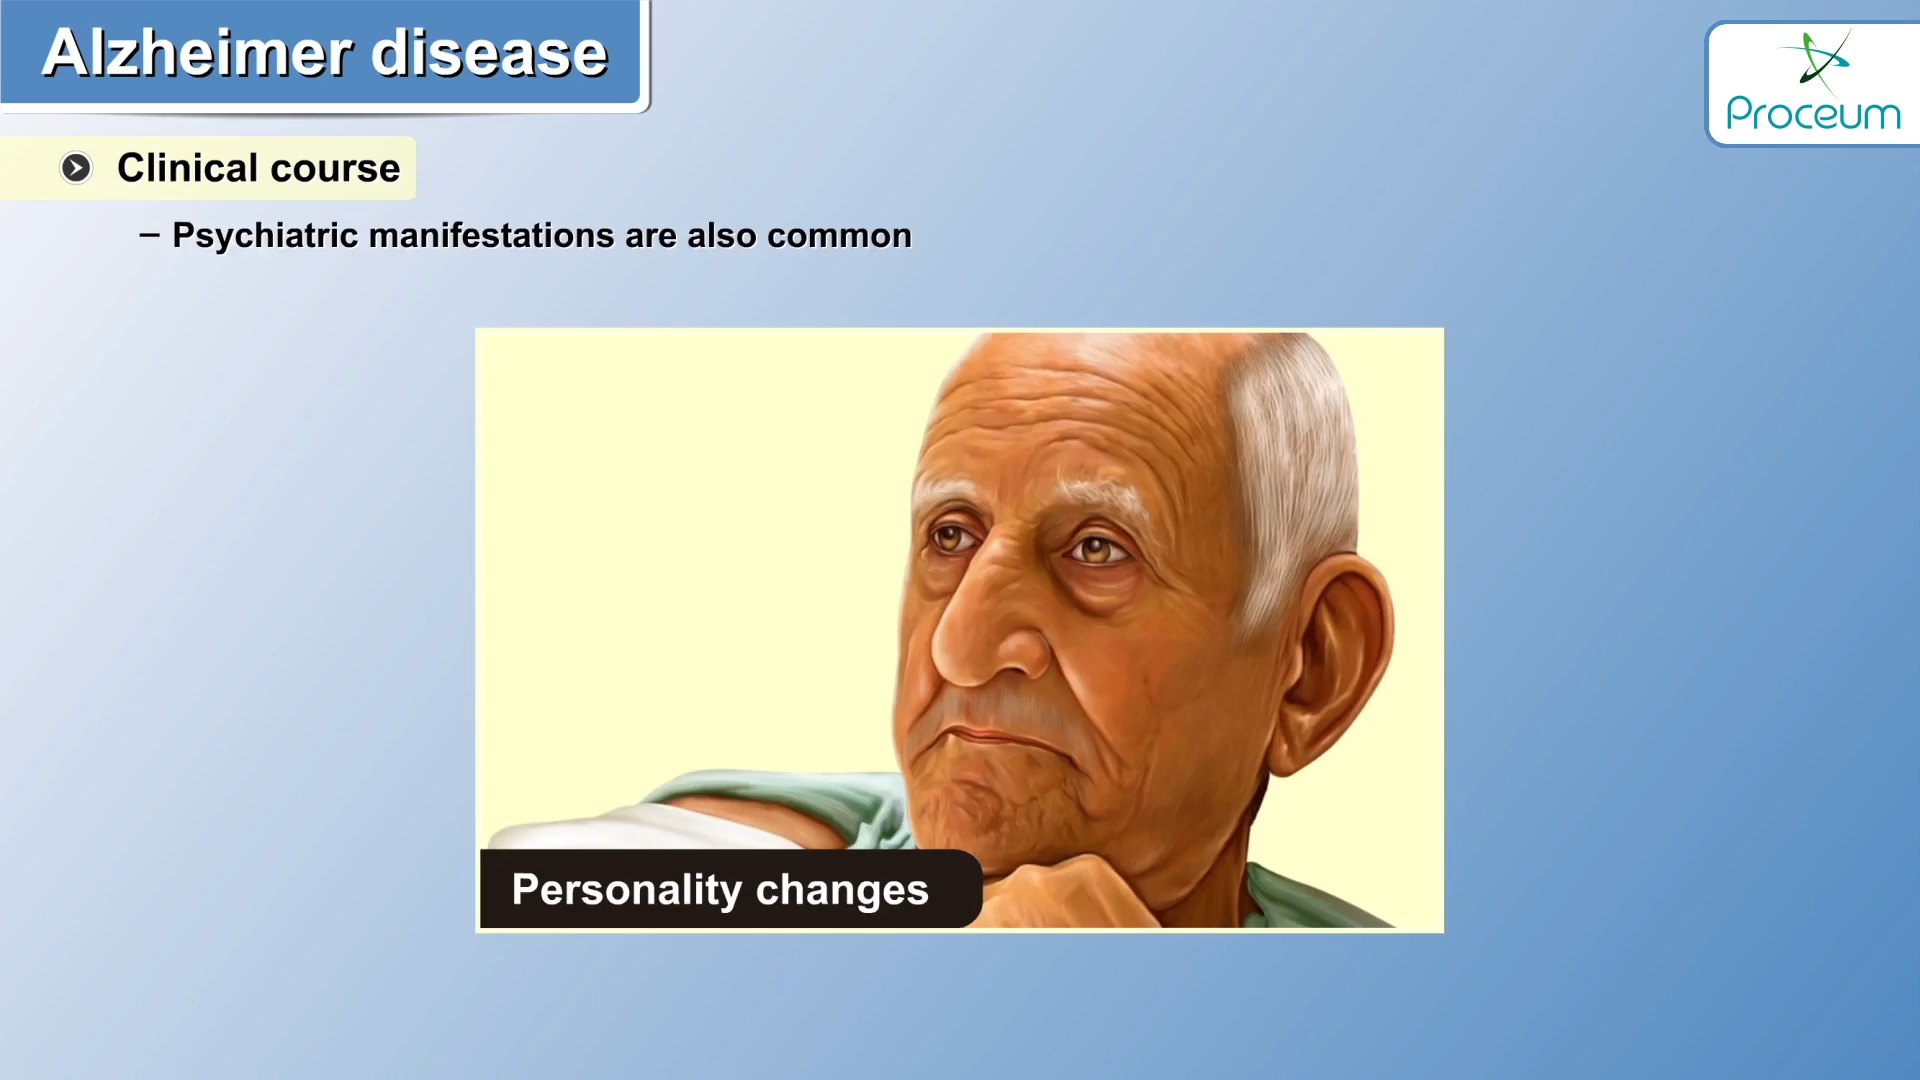 Alzheimer disease
Proceum
Clinical course
– Psychiatric manifestations are also common
Personality changes